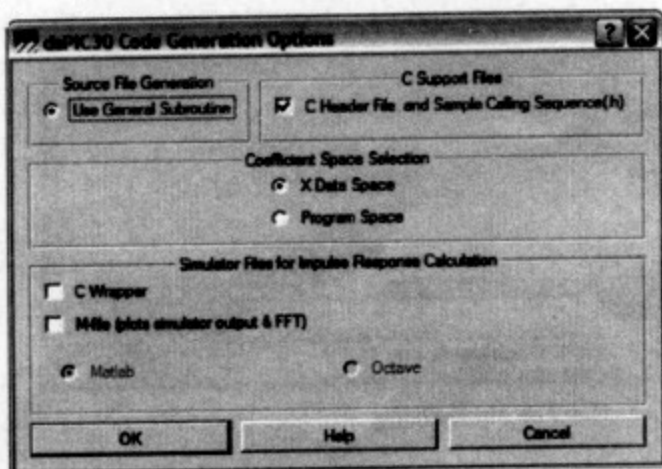 dsPIC30 Code Generation Options
Source File Generation
Use General Subroutine
C Support Files
C Header File and Sample Calling Sequence(.h)
Coefficient Space Selection
X Data Space
Program Space
Simulator Files for Impulse Response Calculation
C Wrapper
M-file (plots simulator output & FFT)
Matlab
Octave
OK
Help
Cancel